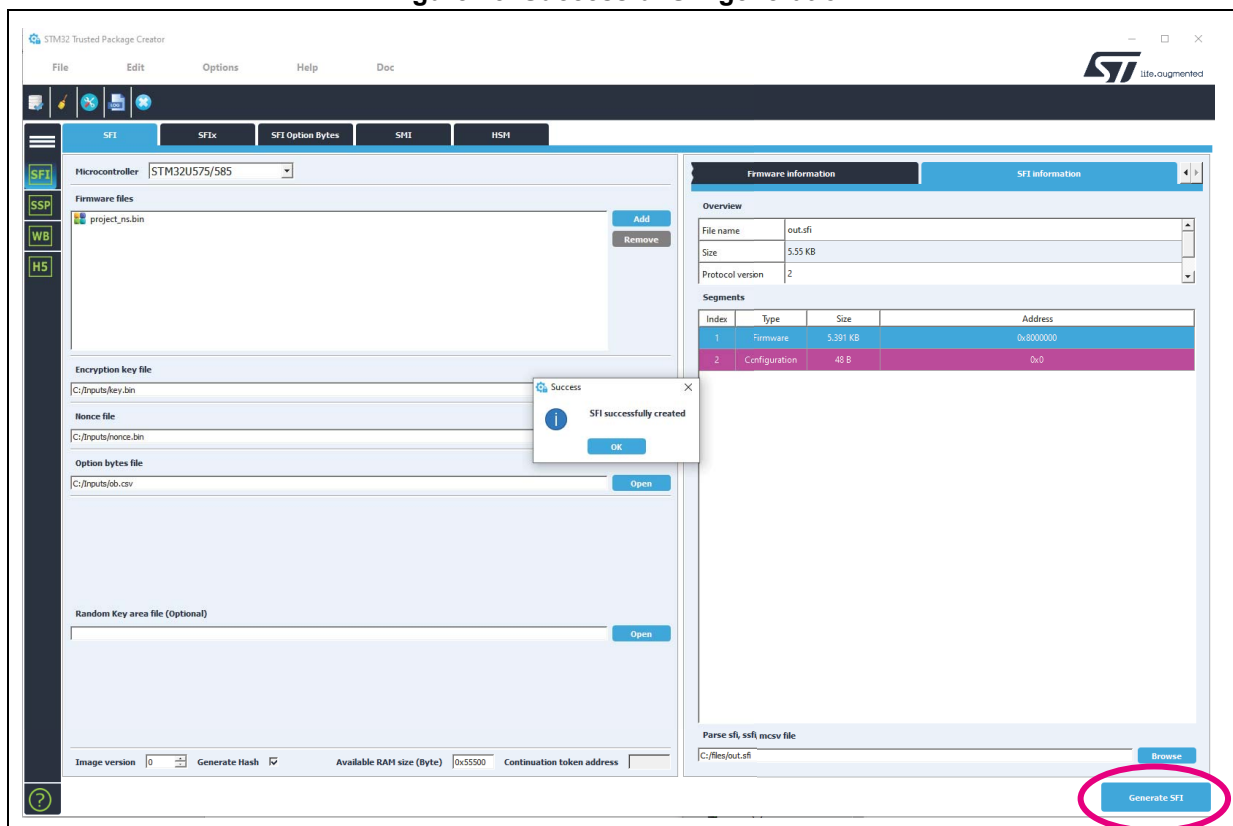 STM32 Trusted Package Creator
File Edit Options Help Doc
ST life.augmented
LOG
SFI SFIx SFI Option Bytes SMI HSM
SFI
SSP
WB
H5
Microcontroller STM32U575/585
Firmware files
project_ns.bin
Add
Remove
Encryption key file
C:/Inputs/key.bin
Nonce file
C:/Inputs/nonce.bin
Option bytes file
C:/Inputs/ob.csv Open
Random Key area file (Optional)
Open
Image version 0 Generate Hash Available RAM size (Byte) 0x55500 Continuation token address
Success
SFI successfully created
OK
Firmware information SFI information
Overview
File name out.sfi
Size 5.55 KB
Protocol version 2
Segments
Index Type Size Address
1 Firmware 5.391 KB 0x8000000
2 Configuration 48 B 0x0
Parse sfi, ssfi, mcsv file
C:/files/out.sfi Browse
Generate SFI